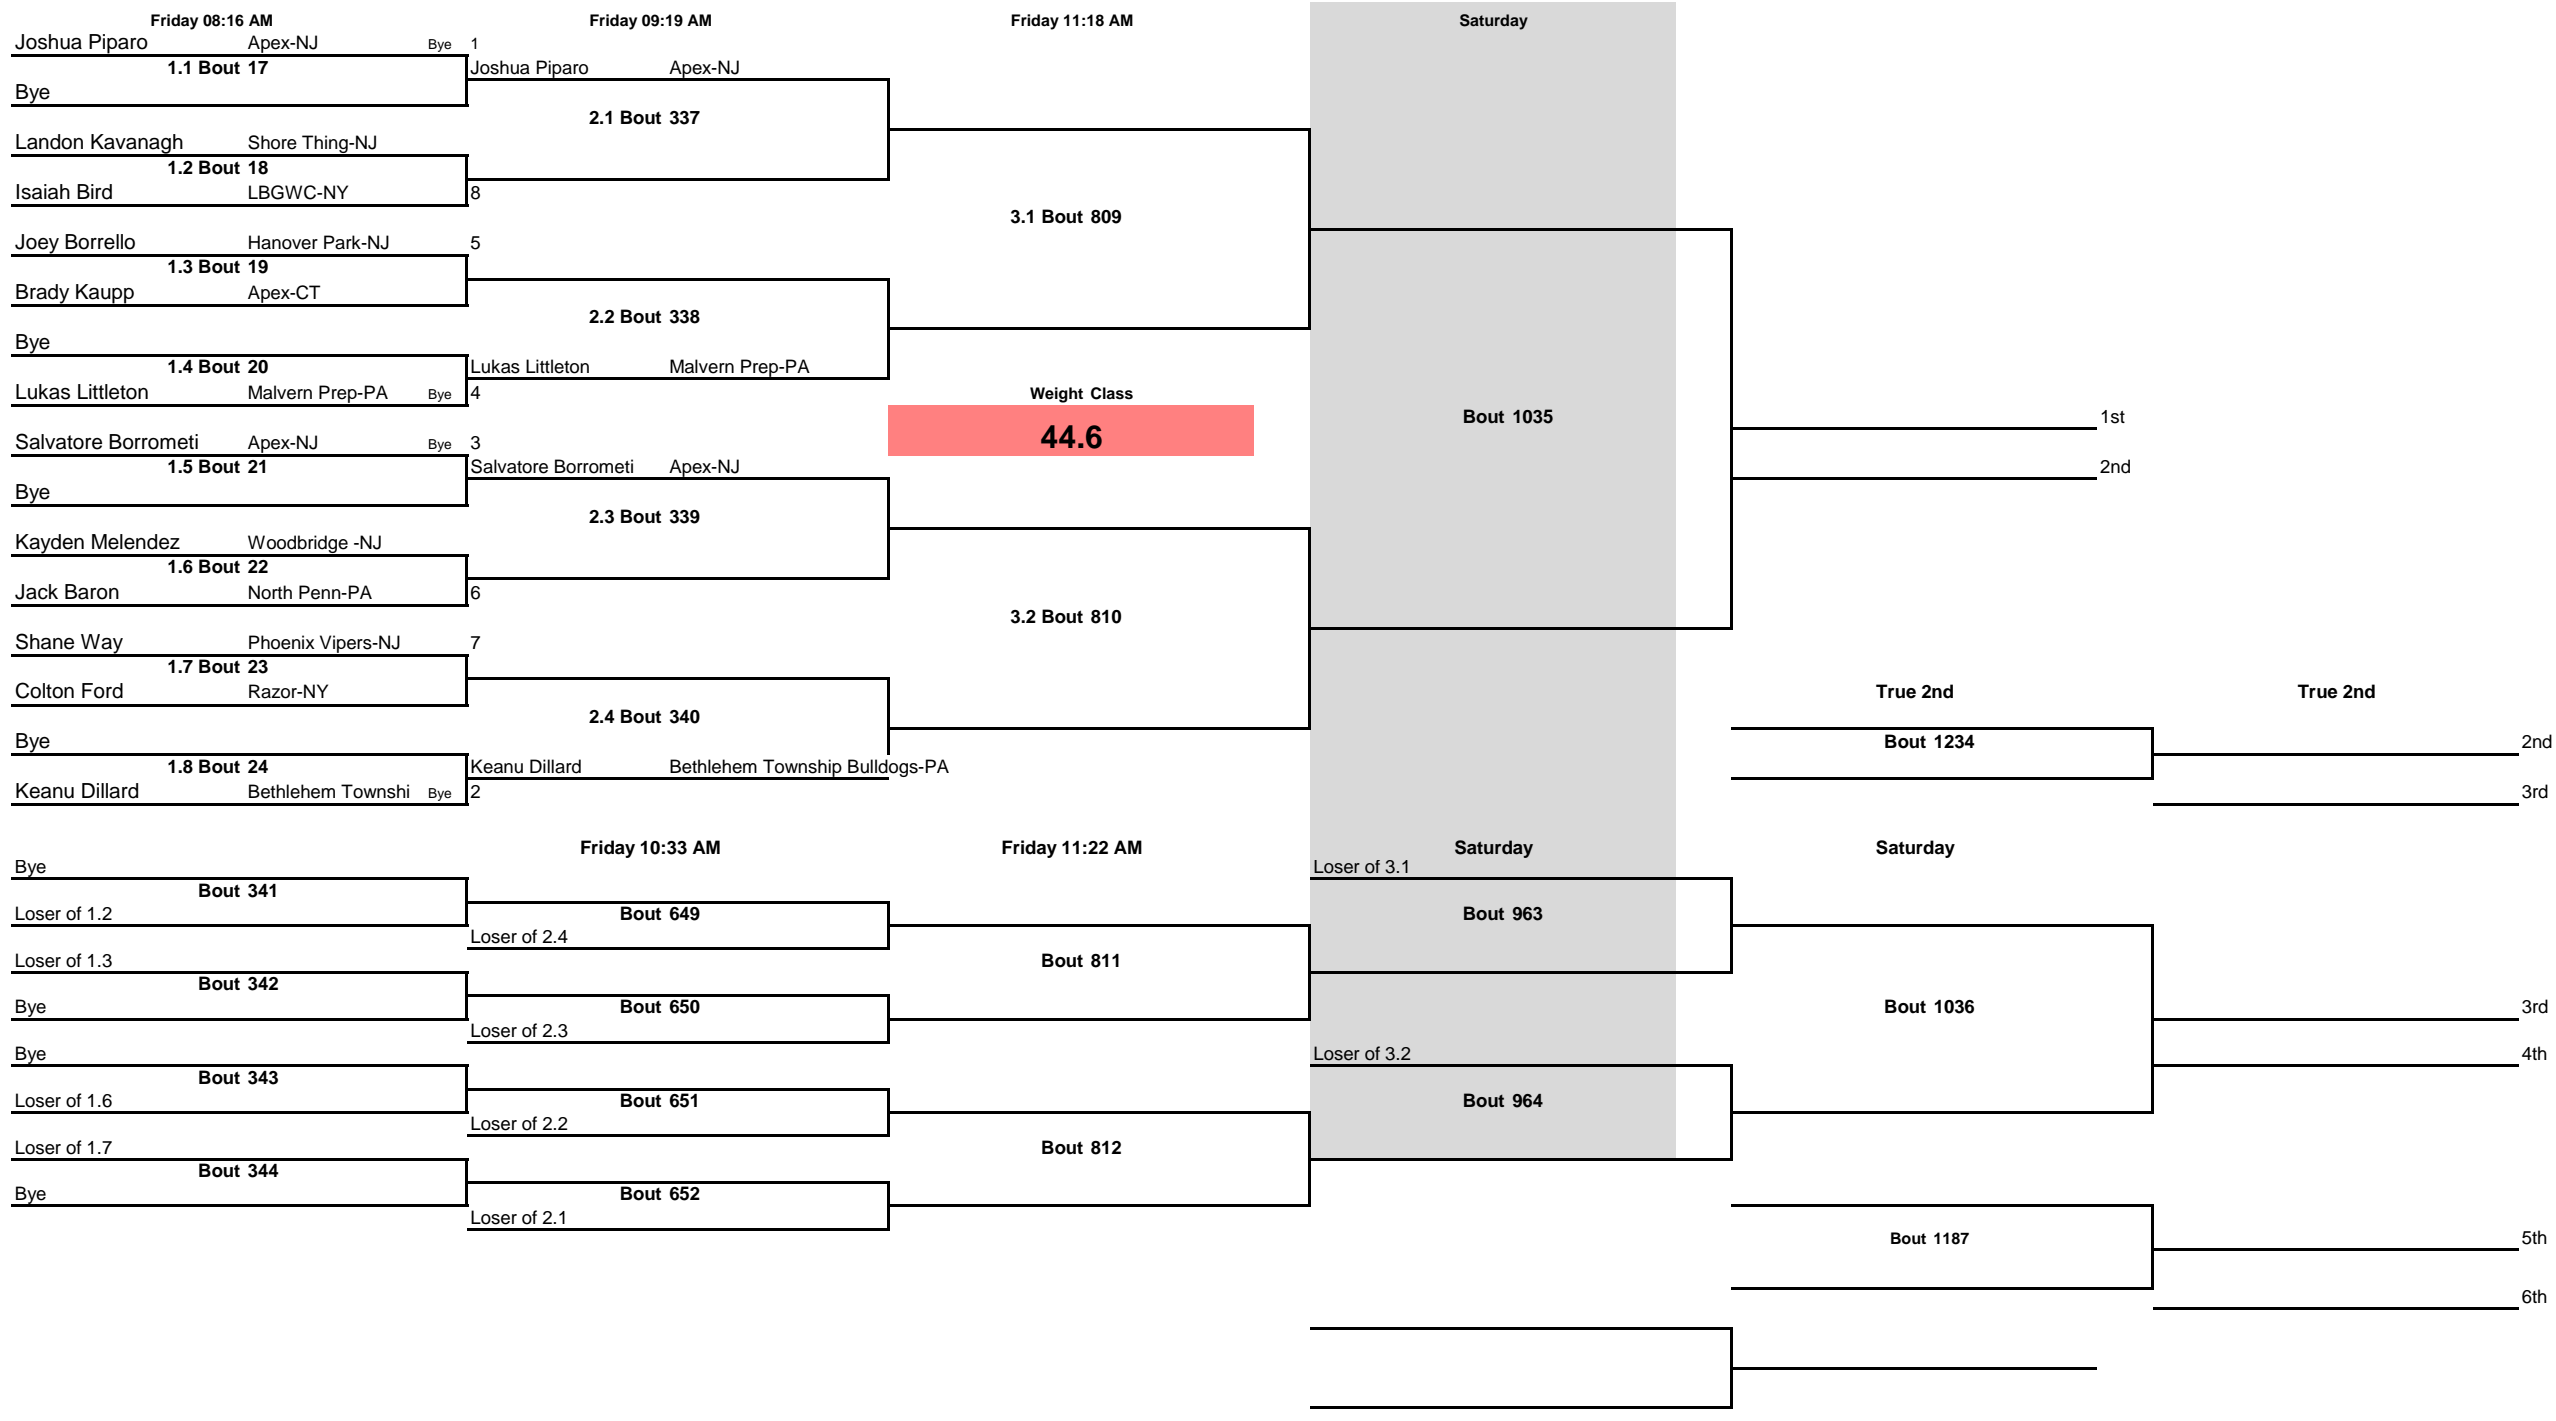 Friday 08:16 AM Friday 09:19 AM Friday 11:18 AM Saturday
Joshua Piparo Apex-NJ Bye 1
1.1 Bout 17 Joshua Piparo Apex-NJ
Bye
2.1 Bout 337
Landon Kavanagh Shore Thing-NJ
1.2 Bout 18
Isaiah Bird LBGWC-NY 8
3.1 Bout 809
Joey Borrello Hanover Park-NJ 5
1.3 Bout 19
Brady Kaupp Apex-CT
2.2 Bout 338
Bye
1.4 Bout 20 Lukas Littleton Malvern Prep-PA
Lukas Littleton Malvern Prep-PA Bye 4 Weight Class
Bout 1035 1st
Salvatore Borrometi Apex-NJ Bye 3 44.6
1.5 Bout 21 Salvatore Borrometi Apex-NJ 2nd
Bye
2.3 Bout 339
Kayden Melendez Woodbridge -NJ
1.6 Bout 22
Jack Baron North Penn-PA 6
3.2 Bout 810
Shane Way Phoenix Vipers-NJ 7
1.7 Bout 23
Colton Ford Razor-NY True 2nd True 2nd
2.4 Bout 340
Bye Bout 1234 2nd
1.8 Bout 24 Keanu Dillard Bethlehem Township Bulldogs-PA
Keanu Dillard Bethlehem Townshi Bye 2 3rd
Friday 10:33 AM Friday 11:22 AM Saturday Saturday
Bye Loser of 3.1
Bout 341
Loser of 1.2 Bout 649 Bout 963
Loser of 2.4
Loser of 1.3 Bout 811
Bout 342
Bye Bout 650 Bout 1036 3rd
Loser of 2.3
Bye Loser of 3.2 4th
Bout 343
Loser of 1.6 Bout 651 Bout 964
Loser of 2.2
Loser of 1.7 Bout 812
Bout 344
Bye Bout 652
Loser of 2.1
Bout 1187 5th
6th